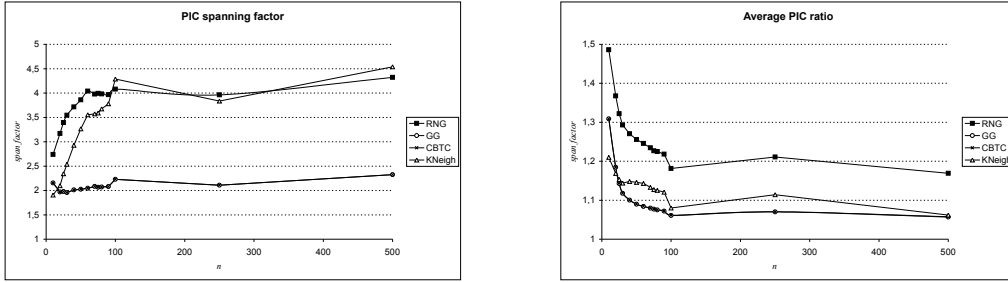 PIC spanning factor
5
4,5
4
3,5
3
2,5
2
1,5
1
span factor
0
100
200
300
400
500
n
RNG
GG
CBTC
KNeigh
Average PIC ratio
1,5
1,4
1,3
1,2
1,1
1
span factor
0
100
200
300
400
500
n
RNG
GG
CBTC
KNeigh